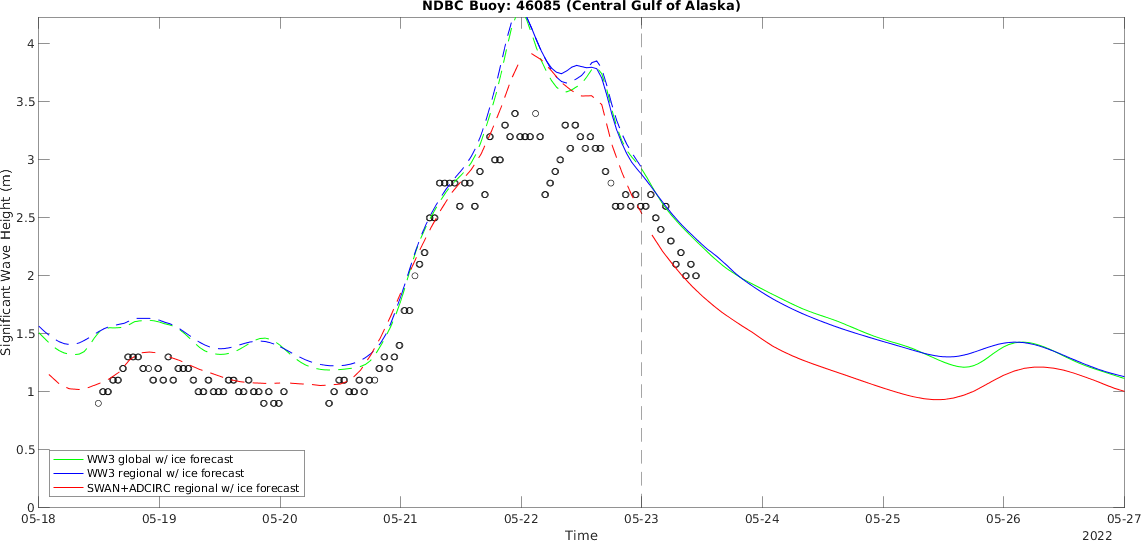 NDBC Buoy: 46085 (Central Gulf of Alaska)
4
3.5
3
2.5
2
1.5
1
0.5
0
Significant Wave Height (m)
WW3 global w/ ice forecast
WW3 regional w/ ice forecast
SWAN+ADCIRC regional w/ ice forecast
05-18 05-19 05-20 05-21 05-22 05-23 05-24 05-25 05-26 05-27
Time
2022